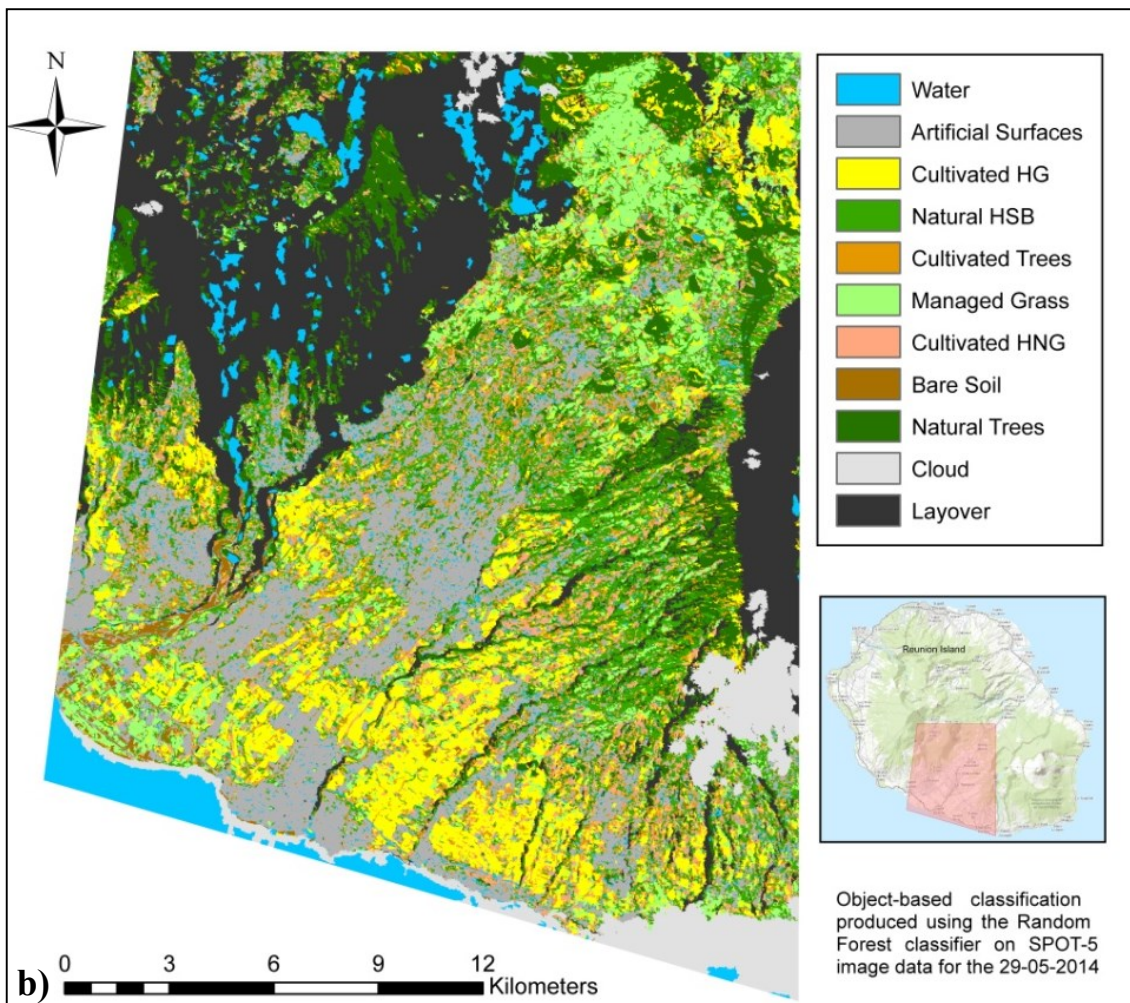 N
Water
Artificial Surfaces
Cultivated HG
Natural HSB
Cultivated Trees
Managed Grass
Cultivated HNG
Bare Soil
Natural Trees
Cloud
Layover
Reunion Island
Object-based classification
produced using the Random
Forest classifier on SPOT-5
image data for the 29-05-2014
b)
0 3 6 9 12
Kilometers